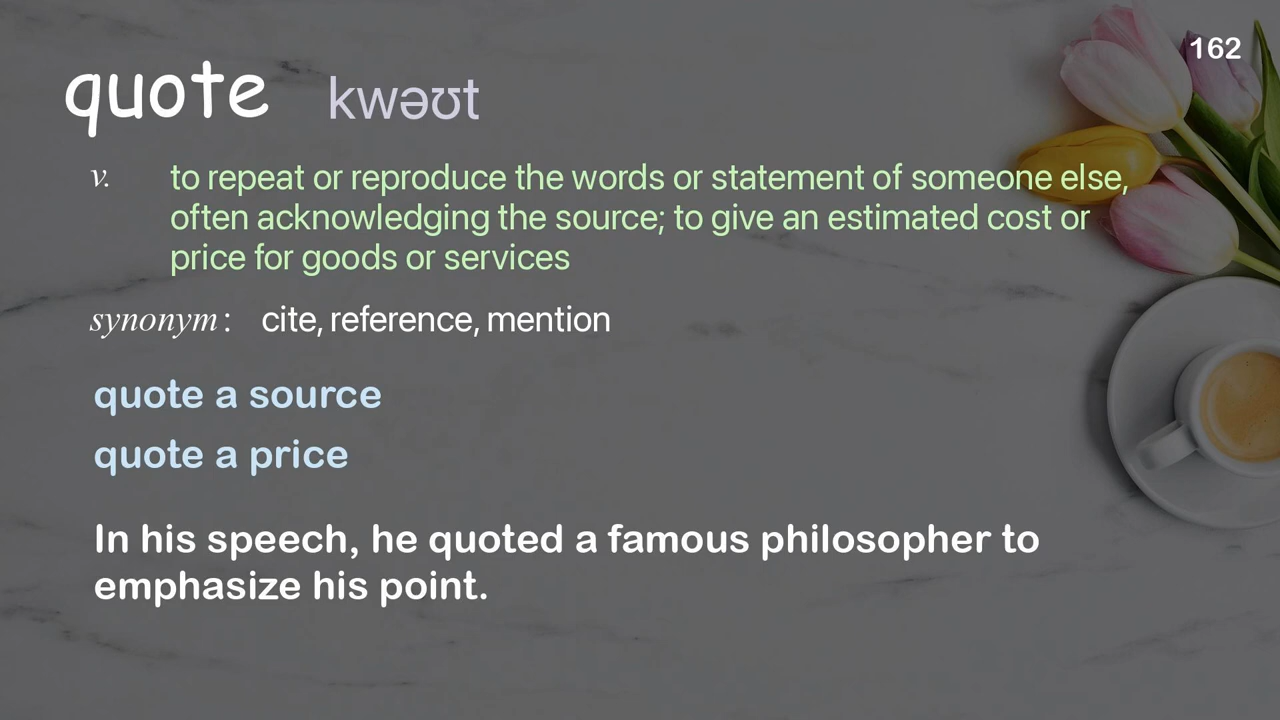 162
quote kwəʊt
v. to repeat or reproduce the words or statement of someone else,
often acknowledging the source; to give an estimated cost or
price for goods or services
synonym : cite, reference, mention
quote a source
quote a price
In his speech, he quoted a famous philosopher to
emphasize his point.